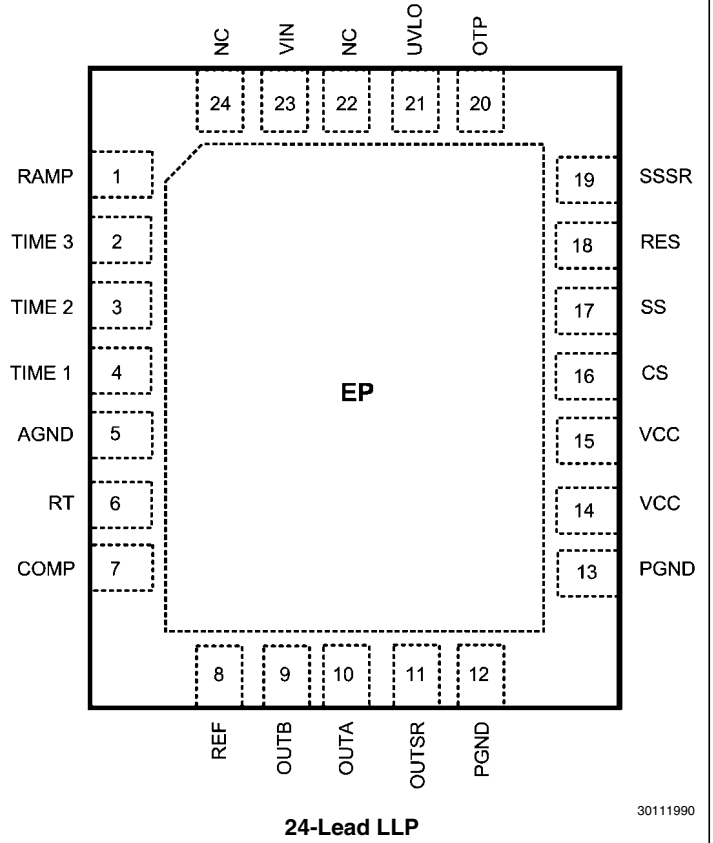 NC VIN NC UVLO OTP
24 23 22 21 20
RAMP 1
19 SSSR
TIME 3 2
18 RES
TIME 2 3
17 SS
TIME 1 4
16 CS
EP
AGND 5
15 VCC
RT 6
14 VCC
COMP 7
13 PGND
8 9 10 11 12
REF OUTB OUTA OUTSR PGND
30111990
24-Lead LLP